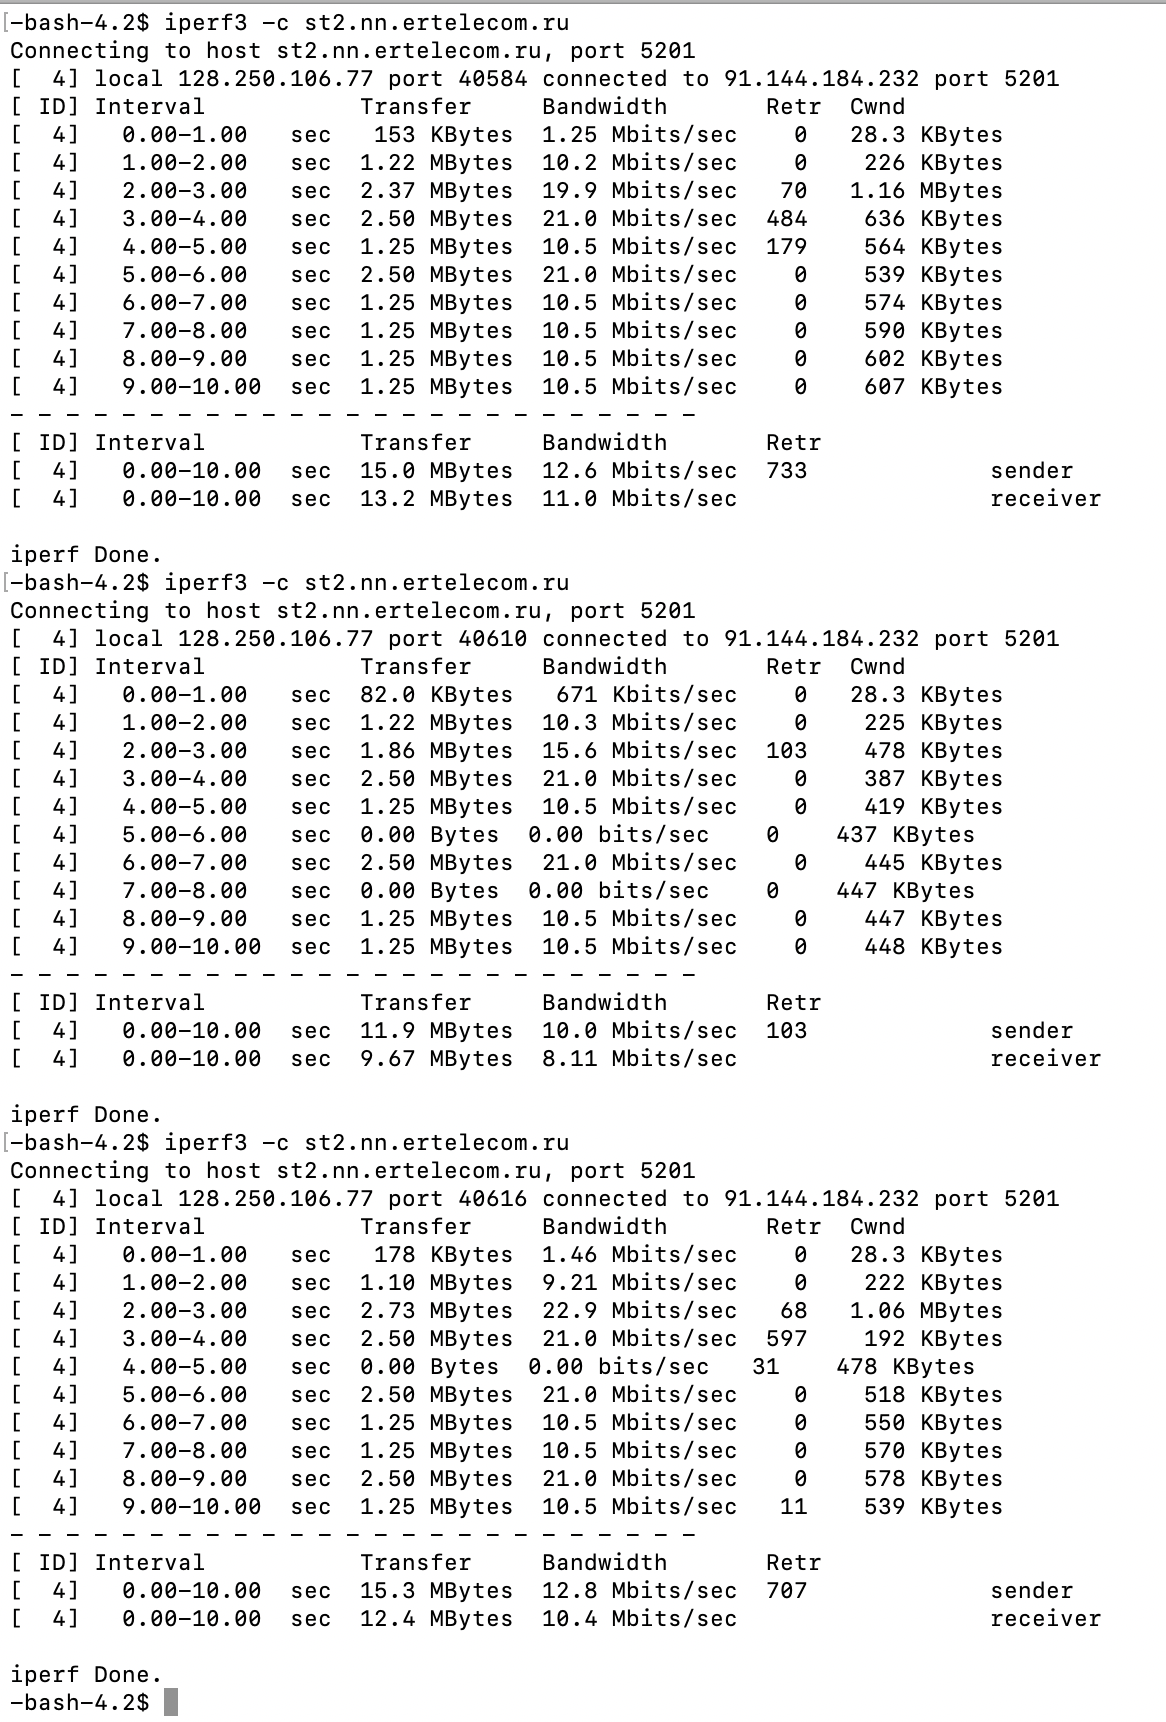 [-bash-4.2$ iperf3 -c st2.nn.ertelecom.ru
Connecting to host st2.nn.ertelecom.ru, port 5201
[  4] local 128.250.106.77 port 40584 connected to 91.144.184.232 port 5201
[ ID] Interval           Transfer     Bandwidth       Retr  Cwnd
[  4]   0.00-1.00   sec   153 KBytes  1.25 Mbits/sec    0   28.3 KBytes
[  4]   1.00-2.00   sec  1.22 MBytes  10.2 Mbits/sec    0    226 KBytes
[  4]   2.00-3.00   sec  2.37 MBytes  19.9 Mbits/sec   70   1.16 MBytes
[  4]   3.00-4.00   sec  2.50 MBytes  21.0 Mbits/sec  484    636 KBytes
[  4]   4.00-5.00   sec  1.25 MBytes  10.5 Mbits/sec  179    564 KBytes
[  4]   5.00-6.00   sec  2.50 MBytes  21.0 Mbits/sec    0    539 KBytes
[  4]   6.00-7.00   sec  1.25 MBytes  10.5 Mbits/sec    0    574 KBytes
[  4]   7.00-8.00   sec  1.25 MBytes  10.5 Mbits/sec    0    590 KBytes
[  4]   8.00-9.00   sec  1.25 MBytes  10.5 Mbits/sec    0    602 KBytes
[  4]   9.00-10.00  sec  1.25 MBytes  10.5 Mbits/sec    0    607 KBytes
- - - - - - - - - - - - - - - - - - - - - - - - -
[ ID] Interval           Transfer     Bandwidth       Retr
[  4]   0.00-10.00  sec  15.0 MBytes  12.6 Mbits/sec  733             sender
[  4]   0.00-10.00  sec  13.2 MBytes  11.0 Mbits/sec                  receiver

iperf Done.
[-bash-4.2$ iperf3 -c st2.nn.ertelecom.ru
Connecting to host st2.nn.ertelecom.ru, port 5201
[  4] local 128.250.106.77 port 40610 connected to 91.144.184.232 port 5201
[ ID] Interval           Transfer     Bandwidth       Retr  Cwnd
[  4]   0.00-1.00   sec  82.0 KBytes   671 Kbits/sec    0   28.3 KBytes
[  4]   1.00-2.00   sec  1.22 MBytes  10.3 Mbits/sec    0    225 KBytes
[  4]   2.00-3.00   sec  1.86 MBytes  15.6 Mbits/sec  103    478 KBytes
[  4]   3.00-4.00   sec  2.50 MBytes  21.0 Mbits/sec    0    387 KBytes
[  4]   4.00-5.00   sec  1.25 MBytes  10.5 Mbits/sec    0    419 KBytes
[  4]   5.00-6.00   sec  0.00 Bytes  0.00 bits/sec    0    437 KBytes
[  4]   6.00-7.00   sec  2.50 MBytes  21.0 Mbits/sec    0    445 KBytes
[  4]   7.00-8.00   sec  0.00 Bytes  0.00 bits/sec    0    447 KBytes
[  4]   8.00-9.00   sec  1.25 MBytes  10.5 Mbits/sec    0    447 KBytes
[  4]   9.00-10.00  sec  1.25 MBytes  10.5 Mbits/sec    0    448 KBytes
- - - - - - - - - - - - - - - - - - - - - - - - -
[ ID] Interval           Transfer     Bandwidth       Retr
[  4]   0.00-10.00  sec  11.9 MBytes  10.0 Mbits/sec  103             sender
[  4]   0.00-10.00  sec  9.67 MBytes  8.11 Mbits/sec                  receiver

iperf Done.
[-bash-4.2$ iperf3 -c st2.nn.ertelecom.ru
Connecting to host st2.nn.ertelecom.ru, port 5201
[  4] local 128.250.106.77 port 40616 connected to 91.144.184.232 port 5201
[ ID] Interval           Transfer     Bandwidth       Retr  Cwnd
[  4]   0.00-1.00   sec   178 KBytes  1.46 Mbits/sec    0   28.3 KBytes
[  4]   1.00-2.00   sec  1.10 MBytes  9.21 Mbits/sec    0    222 KBytes
[  4]   2.00-3.00   sec  2.73 MBytes  22.9 Mbits/sec   68   1.06 MBytes
[  4]   3.00-4.00   sec  2.50 MBytes  21.0 Mbits/sec  597    192 KBytes
[  4]   4.00-5.00   sec  0.00 Bytes  0.00 bits/sec   31    478 KBytes
[  4]   5.00-6.00   sec  2.50 MBytes  21.0 Mbits/sec    0    518 KBytes
[  4]   6.00-7.00   sec  1.25 MBytes  10.5 Mbits/sec    0    550 KBytes
[  4]   7.00-8.00   sec  1.25 MBytes  10.5 Mbits/sec    0    570 KBytes
[  4]   8.00-9.00   sec  2.50 MBytes  21.0 Mbits/sec    0    578 KBytes
[  4]   9.00-10.00  sec  1.25 MBytes  10.5 Mbits/sec   11    539 KBytes
- - - - - - - - - - - - - - - - - - - - - - - - -
[ ID] Interval           Transfer     Bandwidth       Retr
[  4]   0.00-10.00  sec  15.3 MBytes  12.8 Mbits/sec  707             sender
[  4]   0.00-10.00  sec  12.4 MBytes  10.4 Mbits/sec                  receiver

iperf Done.
-bash-4.2$